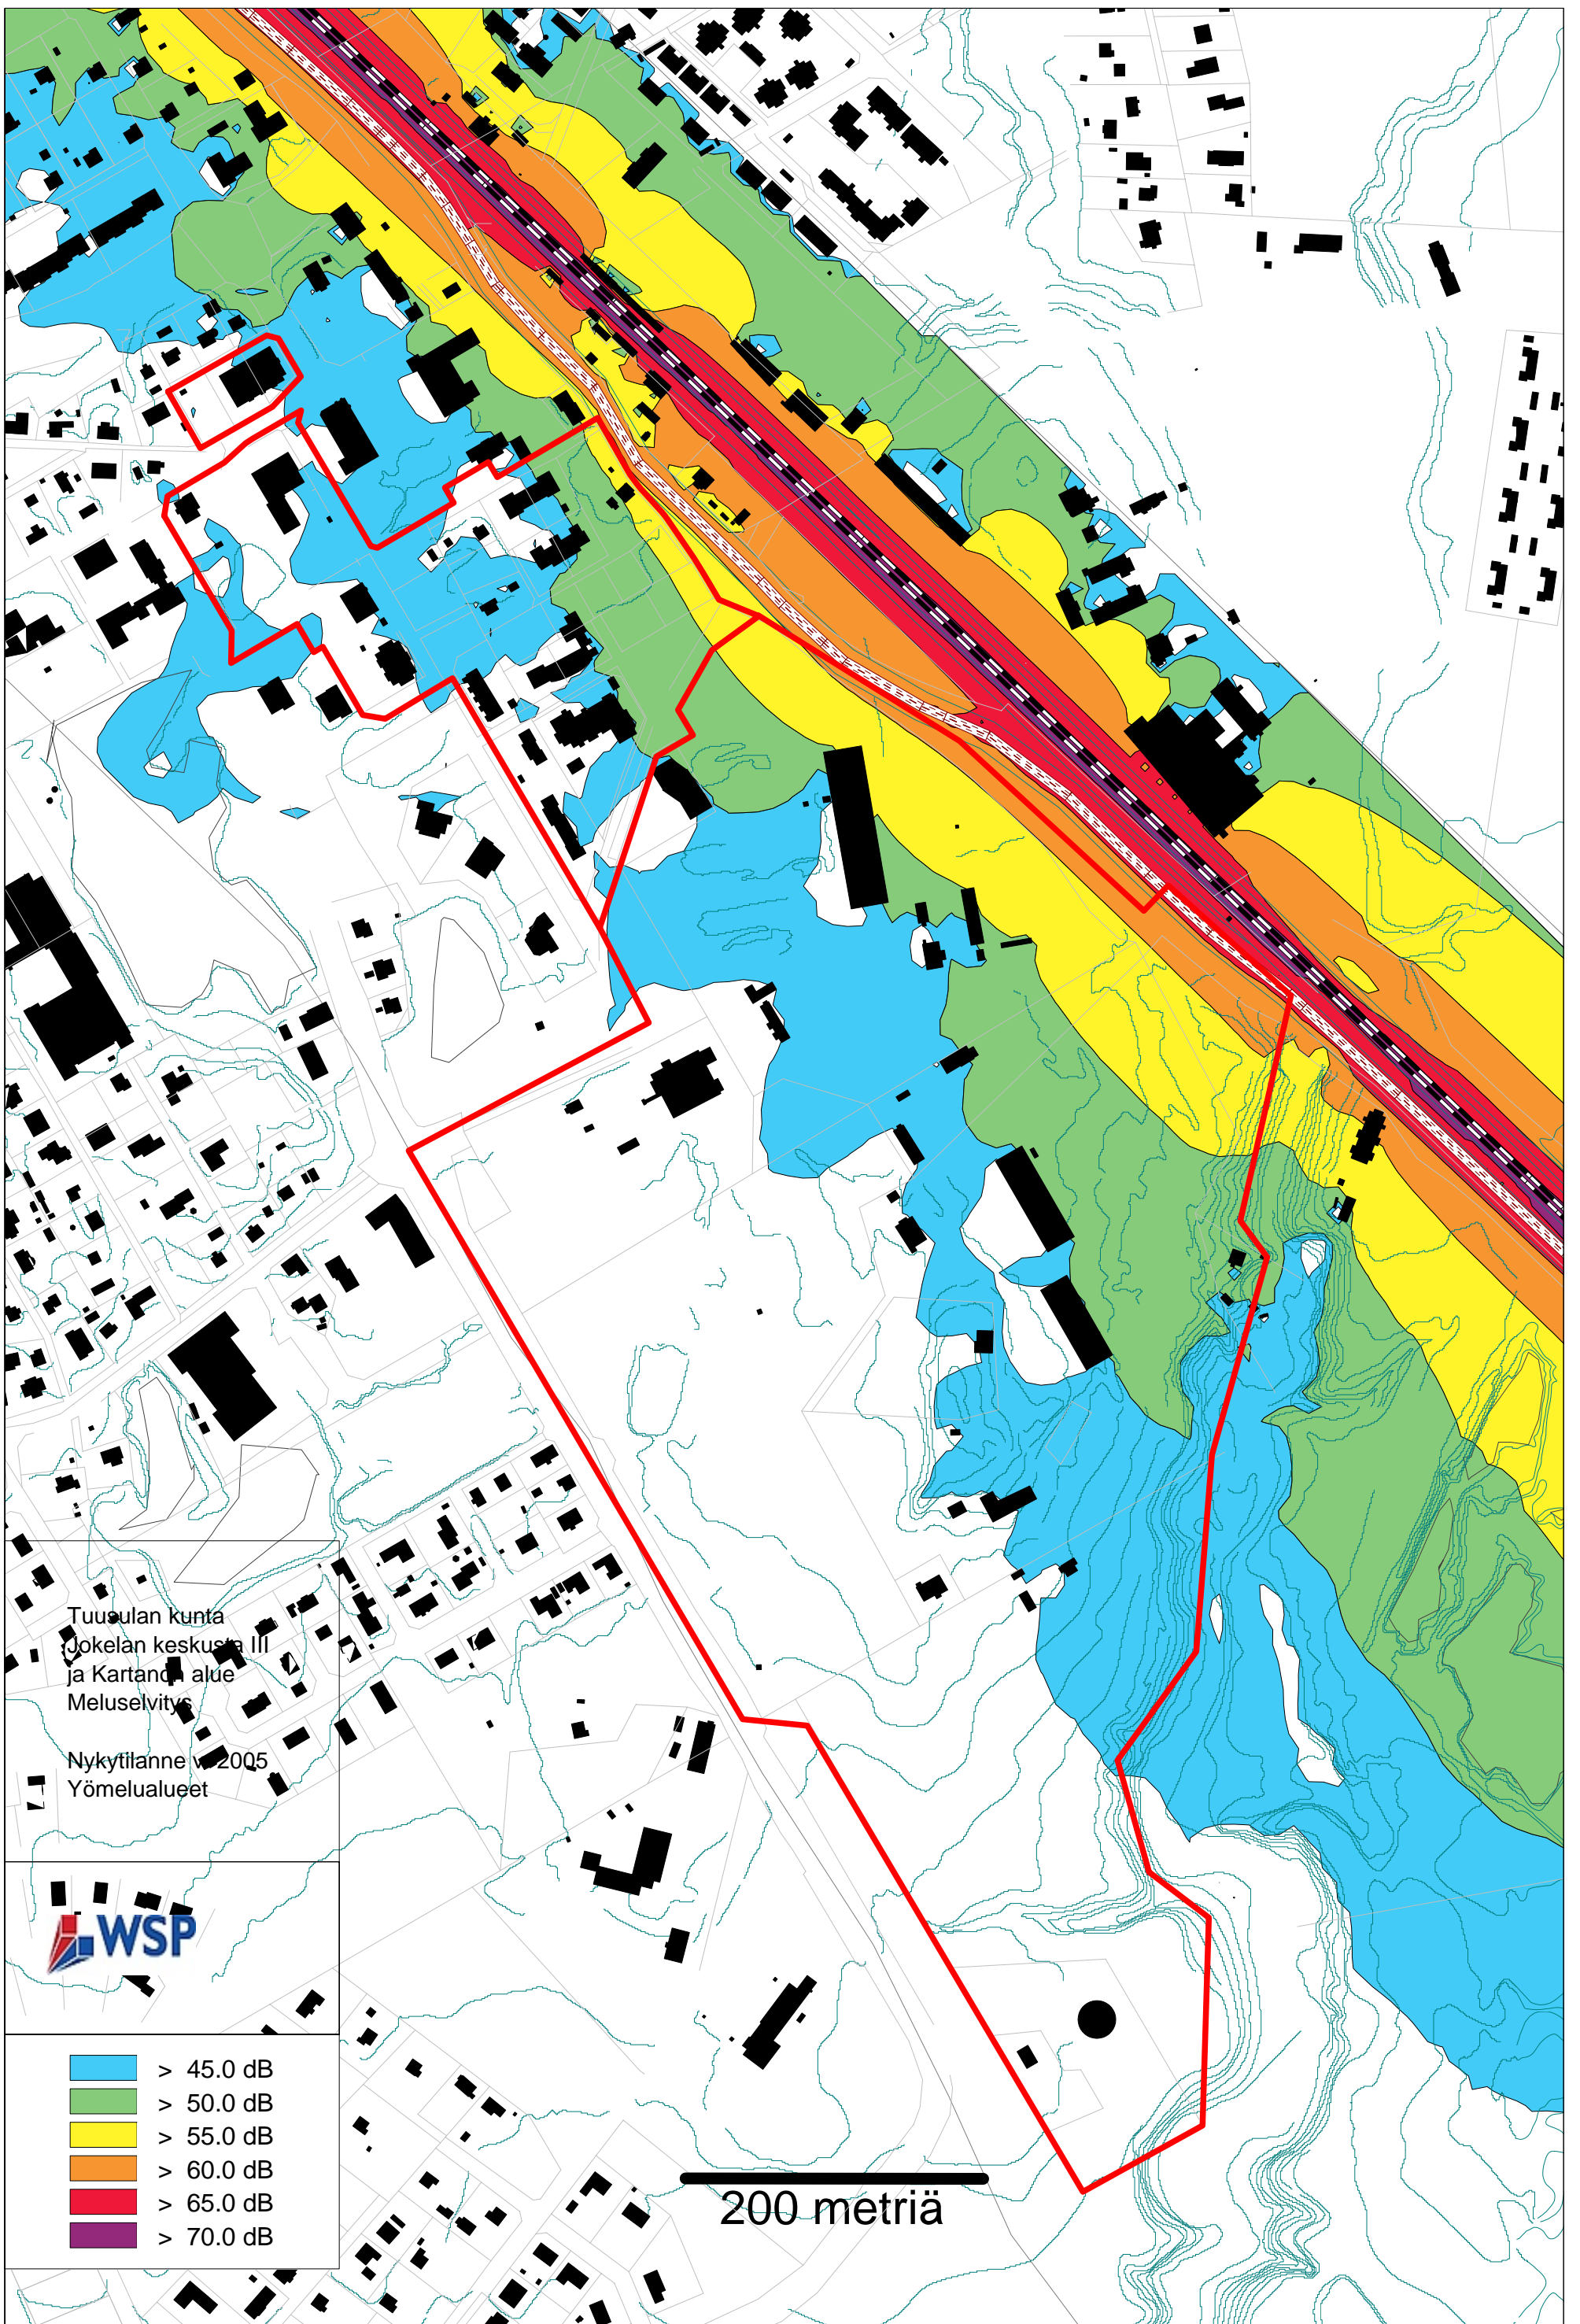 Tuusulan kunta
Jokelan keskusta III
ja Kartanon alue
Meluselvitys
Nykytilanne v. 2005
Yömelualueet
WSP
> 45.0 dB
> 50.0 dB
> 55.0 dB
> 60.0 dB
> 65.0 dB
> 70.0 dB
200 metriä